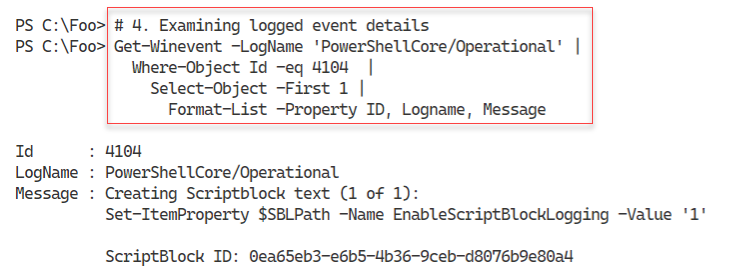 PS C:\Foo> # 4. Examining logged event details
PS C:\Foo> Get-Winevent -LogName 'PowerShellCore/Operational' |
Where-Object Id -eq 4104  |
Select-Object -First 1 |
Format-List -Property ID, Logname, Message
Id      : 4104
LogName : PowerShellCore/Operational
Message : Creating Scriptblock text (1 of 1):
Set-ItemProperty $SBLPath -Name EnableScriptBlockLogging -Value '1'
ScriptBlock ID: 0ea65eb3-e6b5-4b36-9ceb-d8076b9e80a4